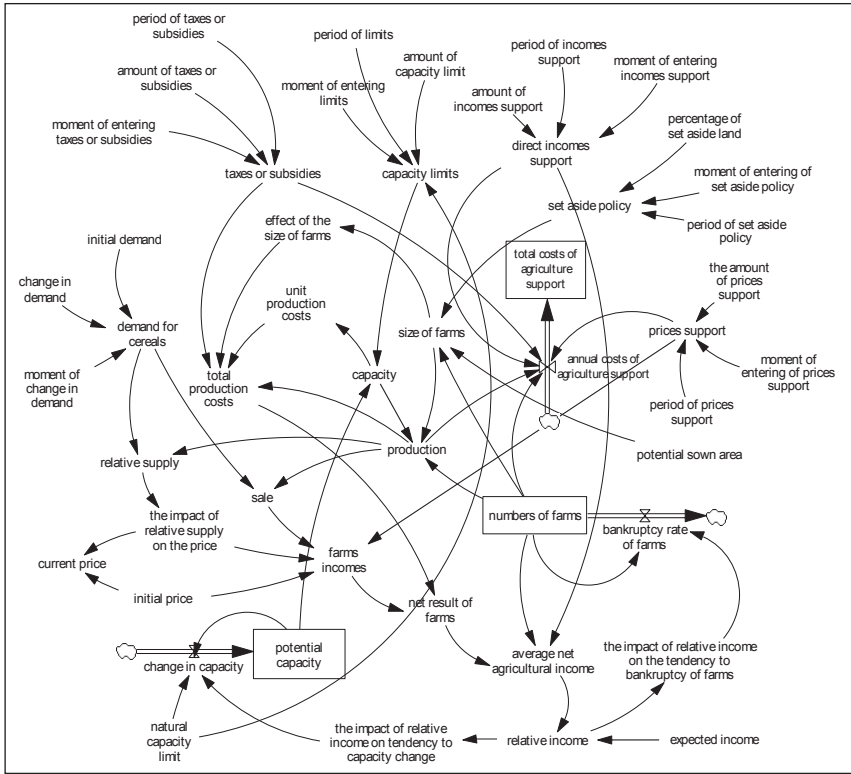 period of taxes or
subsidies
period of limits
period of incomes
support
amount of
capacity limit
moment of entering
incomes support
amount of taxes or
subsidies
moment of entering
limits
amount of
incomes support
percentage of
set aside land
moment of entering
taxes or subsidies
direct incomes
support
taxes or subsidies
capacity limits
moment of entering of
set aside policy
set aside policy
period of set aside
policy
effect of the
size of farms
initial demand
total costs of
agriculture
support
change in
demand
unit
production
costs
the amount
of prices
support
demand for
cereals
size of farms
prices support
moment of
change in
demand
total
production
costs
capacity
annual costs of
agriculture support
moment of
entering of prices
support
period of prices
support
production
potential sown
area
relative supply
sale
numbers of farms
the impact of
relative supply
on the price
bankruptcy rate
of farms
farms
incomes
current price
initial price
net result of
farms
potential
capacity
change in capacity
average net
agricultural income
the impact of relative income
on the tendency to
bankruptcy of farms
natural
capacity
limit
the impact of relative
income on tendency to
capacity change
relative income
expected income